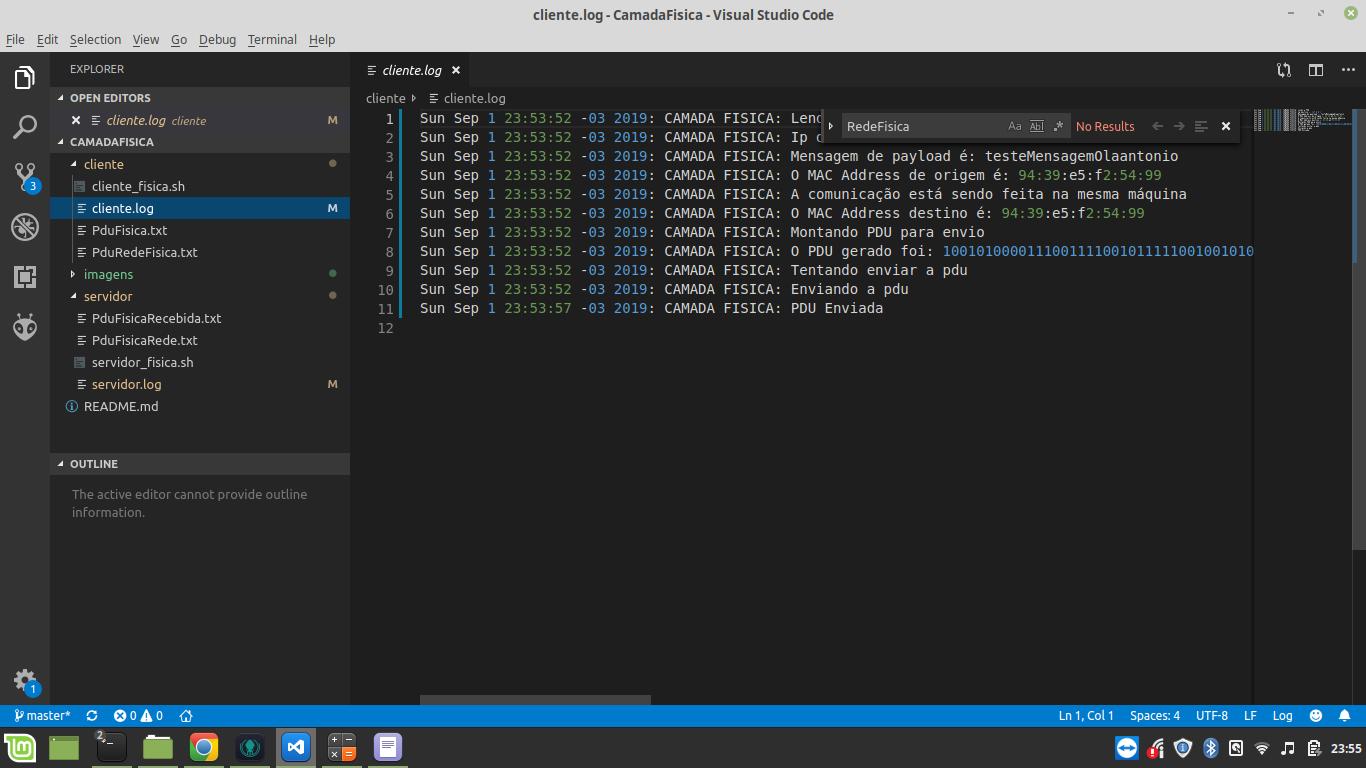 cliente.log - CamadaFisica - Visual Studio Code
File Edit Selection View Go Debug Terminal Help
EXPLORER
OPEN EDITORS
cliente.log cliente M
CAMADAFISICA
cliente
cliente_fisica.sh
cliente.log M
PduFisica.txt
PduRedeFisica.txt
imagens
servidor
PduFisicaRecebida.txt
PduFisicaRede.txt
servidor_fisica.sh
servidor.log M
README.md
OUTLINE
The active editor cannot provide outline
information.
3
1
cliente.log
cliente cliente.log
RedeFisica Aa Abl .* No Results
1 Sun Sep 1 23:53:52 -03 2019: CAMADA FISICA: Lend
2 Sun Sep 1 23:53:52 -03 2019: CAMADA FISICA: Ip
3 Sun Sep 1 23:53:52 -03 2019: CAMADA FISICA: Mensagem de payload é: testeMensagemOlaantonio
4 Sun Sep 1 23:53:52 -03 2019: CAMADA FISICA: O MAC Address de origem é: 94:39:e5:f2:54:99
5 Sun Sep 1 23:53:52 -03 2019: CAMADA FISICA: A comunicação está sendo feita na mesma máquina
6 Sun Sep 1 23:53:52 -03 2019: CAMADA FISICA: O MAC Address destino é: 94:39:e5:f2:54:99
7 Sun Sep 1 23:53:52 -03 2019: CAMADA FISICA: Montando PDU para envio
8 Sun Sep 1 23:53:52 -03 2019: CAMADA FISICA: O PDU gerado foi: 1001010000111001111001011111001001010
9 Sun Sep 1 23:53:52 -03 2019: CAMADA FISICA: Tentando enviar a pdu
10 Sun Sep 1 23:53:52 -03 2019: CAMADA FISICA: Enviando a pdu
11 Sun Sep 1 23:53:57 -03 2019: CAMADA FISICA: PDU Enviada
12
master* 0 0 Ln 1, Col 1 Spaces: 4 UTF-8 LF Log
2 23:55